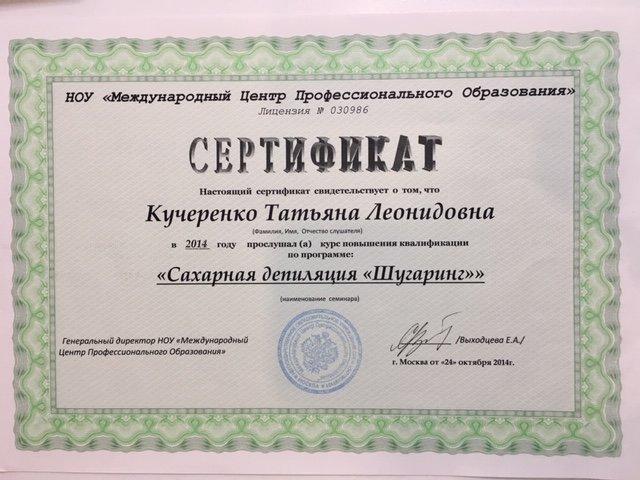 НОУ «Международный Центр Профессионального Образования»
Лицензия № 030986
СЕРТИФИКАТ
Настоящий сертификат свидетельствует о том, что
Кучеренко Татьяна Леонидовна
(Фамилия, Имя, Отчество слушателя)
в 2014 году прослушал (а) курс повышения квалификации
по программе:
«Сахарная депиляция «Шугаринг»»
(наименование семинара)
Генеральный директор НОУ «Международный
Центр Профессионального Образования»
/Выходцева Е.А./
г. Москва от «24» октября 2014г.